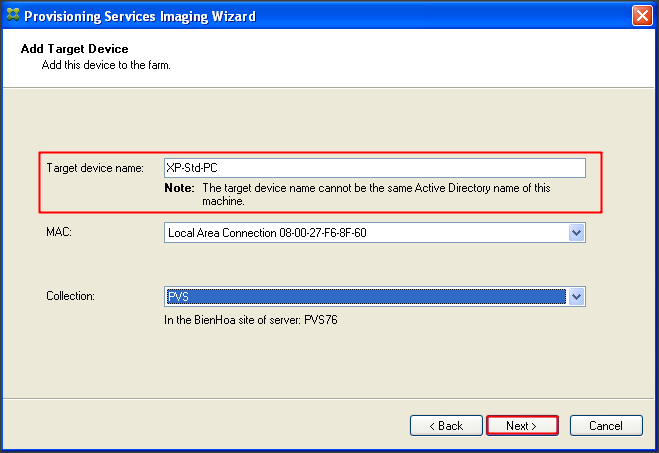 Provisioning Services Imaging Wizard
Add Target Device
Add this device to the farm.
Target device name: XP-Std-PC
Note: The target device name cannot be the same Active Directory name of this
machine.
MAC: Local Area Connection 08-00-27-F6-8F-60
Collection: PVS
In the BienHoa site of server: PVS76
< Back Next > Cancel